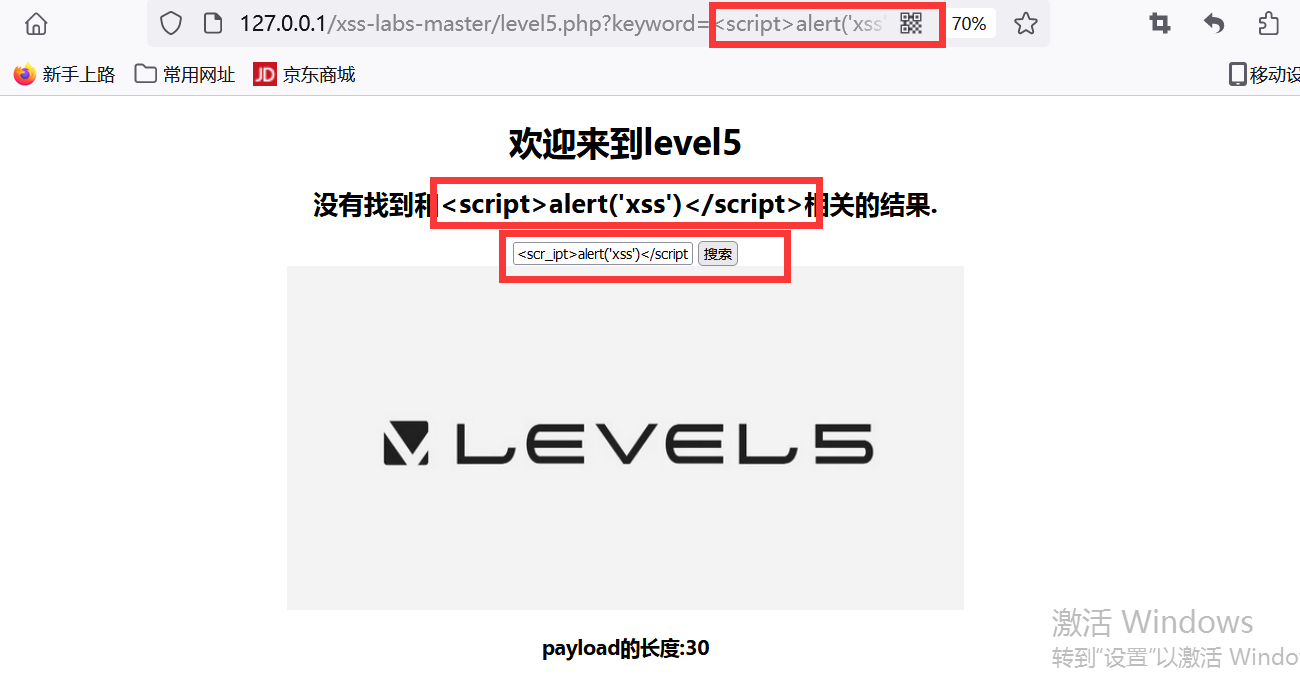 127.0.0.1/xss-labs-master/level5.php?keyword=<script>alert('xss' 70%
新手上路 常用网址 JD 京东商城 移动设
欢迎来到level5
没有找到和<script>alert('xss')</script>相关的结果.
<scr_ipt>alert('xss')</script 搜索
LEVEL5
payload的长度:30
激活 Windows
转到“设置”以激活 Windo